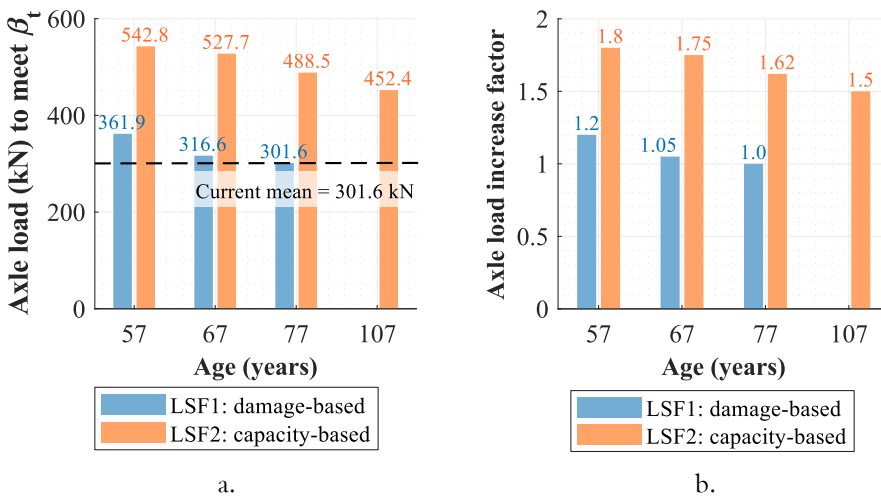 Axle load (kN) to meet βt
600
400
200
0
542.8
527.7
488.5
452.4
361.9
316.6
301.6
Current mean = 301.6 kN
57
67
77
107
Age (years)
LSF1: damage-based
LSF2: capacity-based
a.
Axle load increase factor
2
1.5
1
0.5
0
1.8
1.75
1.62
1.5
1.2
1.05
1.0
57
67
77
107
Age (years)
LSF1: damage-based
LSF2: capacity-based
b.